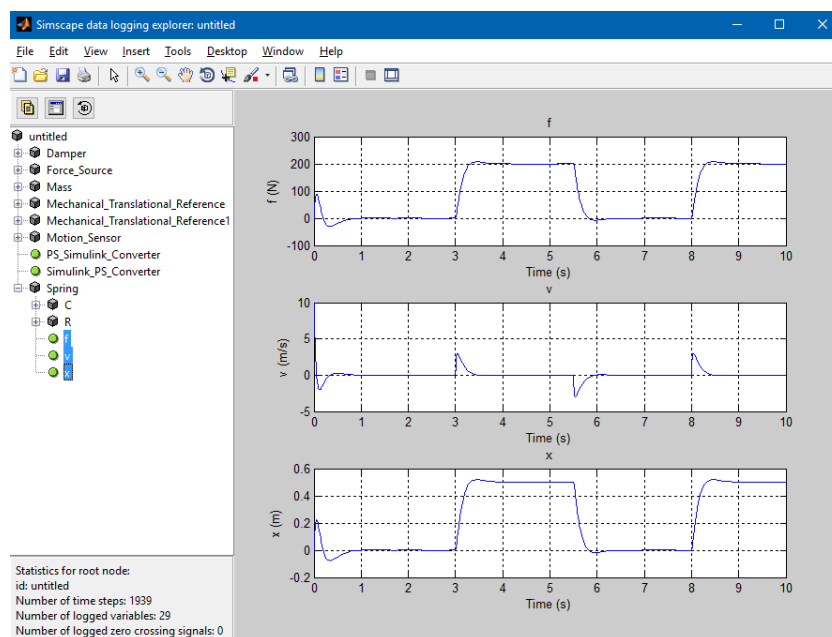 Simscape data logging explorer: untitled
File Edit View Insert Tools Desktop Window Help
untitled
Damper
Force_Source
Mass
Mechanical_Translational_Reference
Mechanical_Translational_Reference1
Motion_Sensor
PS_Simulink_Converter
Simulink_PS_Converter
Spring
C
R
f
v
x
Statistics for root node:
id: untitled
Number of time steps: 1939
Number of logged variables: 29
Number of logged zero crossing signals: 0
f
300
200
100
0
-100
f (N)
0 1 2 3 4 5 6 7 8 9 10
Time (s)
v
10
5
0
-5
v (m/s)
0 1 2 3 4 5 6 7 8 9 10
Time (s)
x
0.6
0.4
0.2
0
-0.2
x (m)
0 1 2 3 4 5 6 7 8 9 10
Time (s)